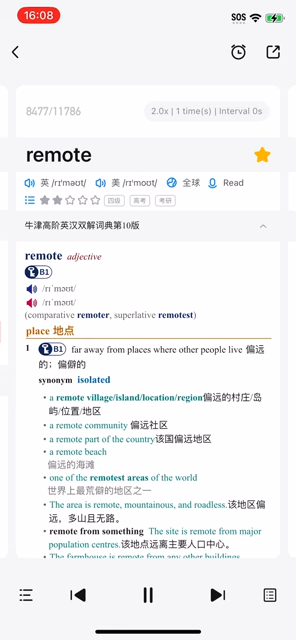 16:08
SOS
8477/11786
2.0x | 1 time(s) | Interval 0s
remote
英 /rɪˈməʊt/ 美 /rɪˈmoʊt/ 全球 Read
四级 高考 考研
牛津高阶英汉双解词典第10版
remote adjective
B1
/rɪˈməʊt/
/rɪˈmoʊt/
(comparative remoter, superlative remotest)
place 地点
1 B1 far away from places where other people live 偏远
的；偏僻的
synonym isolated
• a remote village/island/location/region偏远的村庄/岛
屿/位置/地区
• a remote community 偏远社区
• a remote part of the country该国偏远地区
• a remote beach
偏远的海滩
• one of the remotest areas of the world
世界上最荒僻的地区之一
• The area is remote, mountainous, and roadless.该地区偏
远，多山且无路。
• remote from something The site is remote from major
population centres.该地点远离主要人口中心。
• The farmhouse is remote from any other buildings.